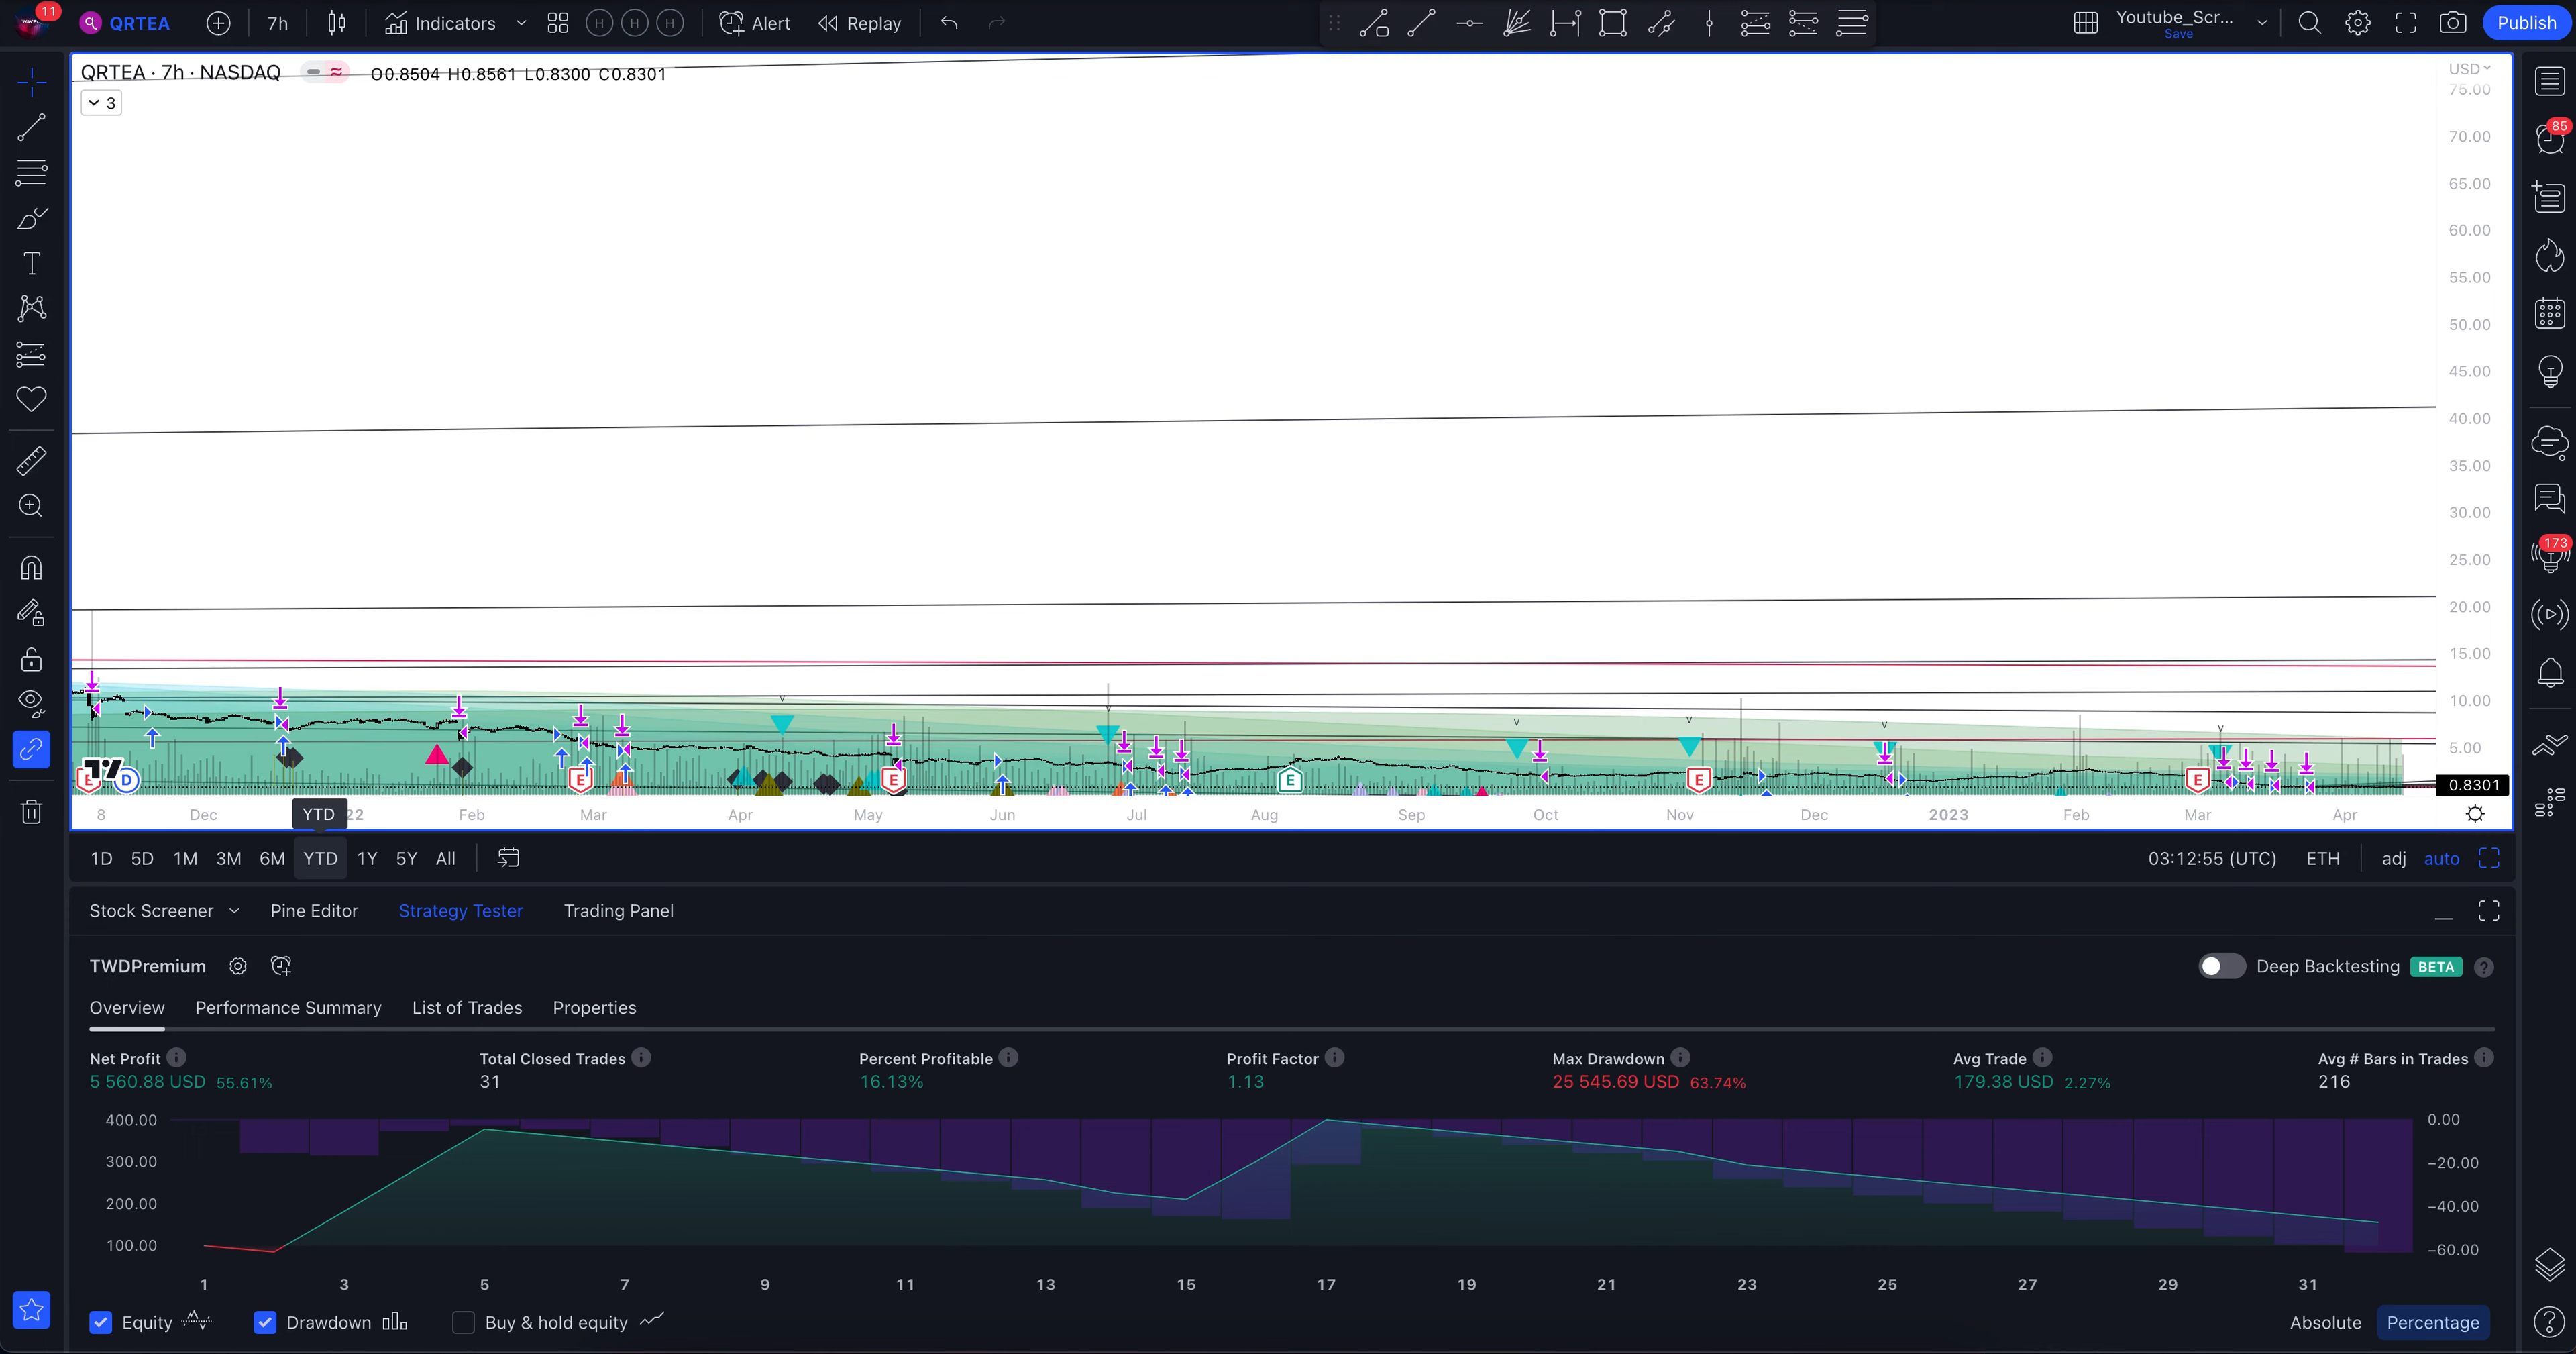 11
QRTEA 7h Indicators H H H Alert Replay Youtube_Scr... Save Publish
QRTEA · 7h · NASDAQ O0.8504 H0.8561 L0.8300 C0.8301
3
USD
75.00
70.00
65.00
60.00
55.00
50.00
45.00
40.00
35.00
30.00
25.00
20.00
15.00
10.00
5.00
0.8301
85
173
E D E E E E E
8 Dec YTD 22 Feb Mar Apr May Jun Jul Aug Sep Oct Nov Dec 2023 Feb Mar Apr
1D 5D 1M 3M 6M YTD 1Y 5Y All 03:12:55 (UTC) ETH adj auto
Stock Screener Pine Editor Strategy Tester Trading Panel
TWDPremium Deep Backtesting BETA ?
Overview Performance Summary List of Trades Properties
Net Profit Total Closed Trades Percent Profitable Profit Factor Max Drawdown Avg Trade Avg # Bars in Trades
5 560.88 USD 55.61% 31 16.13% 1.13 25 545.69 USD 63.74% 179.38 USD 2.27% 216
400.00 0.00
300.00 −20.00
200.00 −40.00
100.00 −60.00
1 3 5 7 9 11 13 15 17 19 21 23 25 27 29 31
Equity Drawdown Buy & hold equity Absolute Percentage